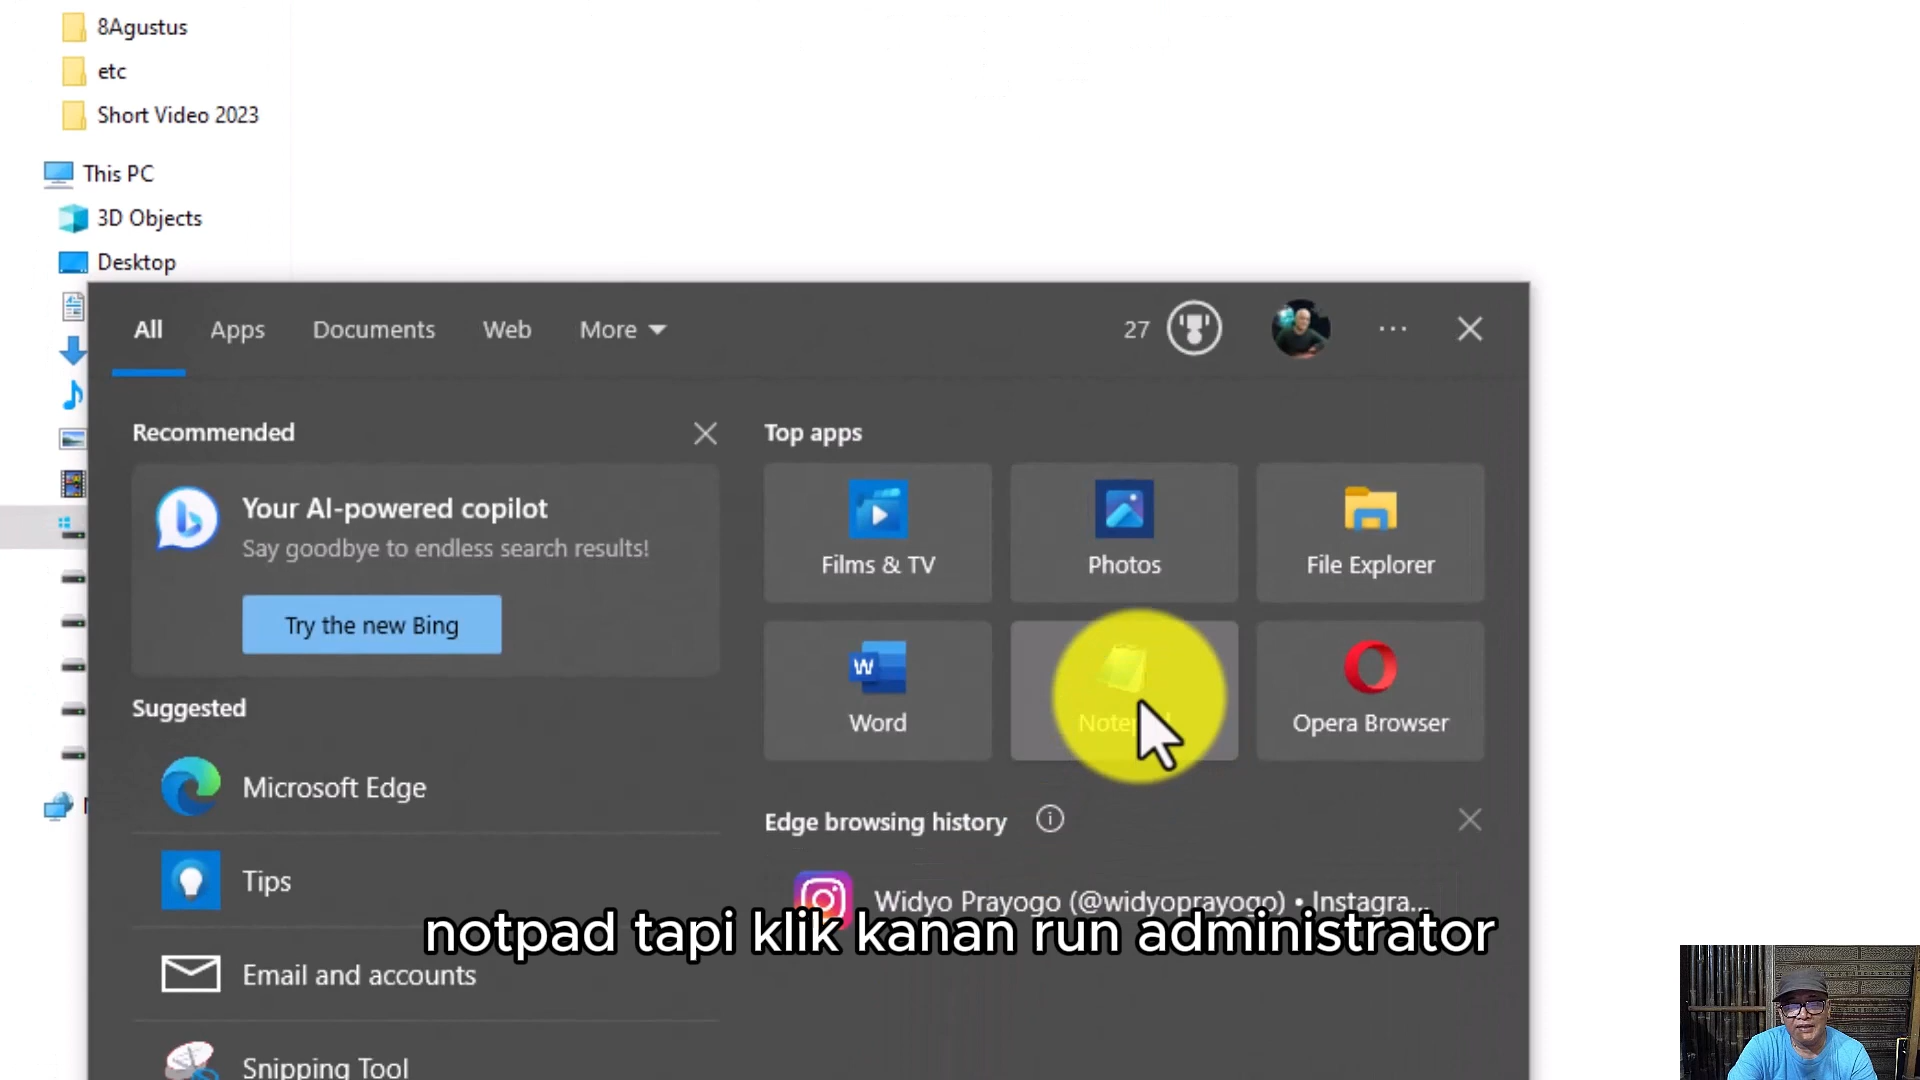 8Agustus
etc
Short Video 2023
This PC
3D Objects
Desktop
All Apps Documents Web More 27
Recommended
Top apps
Your AI-powered copilot
Say goodbye to endless search results!
Try the new Bing
Films & TV
Photos
File Explorer
Word
Opera Browser
Suggested
Microsoft Edge
Tips
Email and accounts
Snipping Tool
Edge browsing history
Widyo Prayogo (@widyoprayogo) • Instagra...
notpad tapi klik kanan run administrator